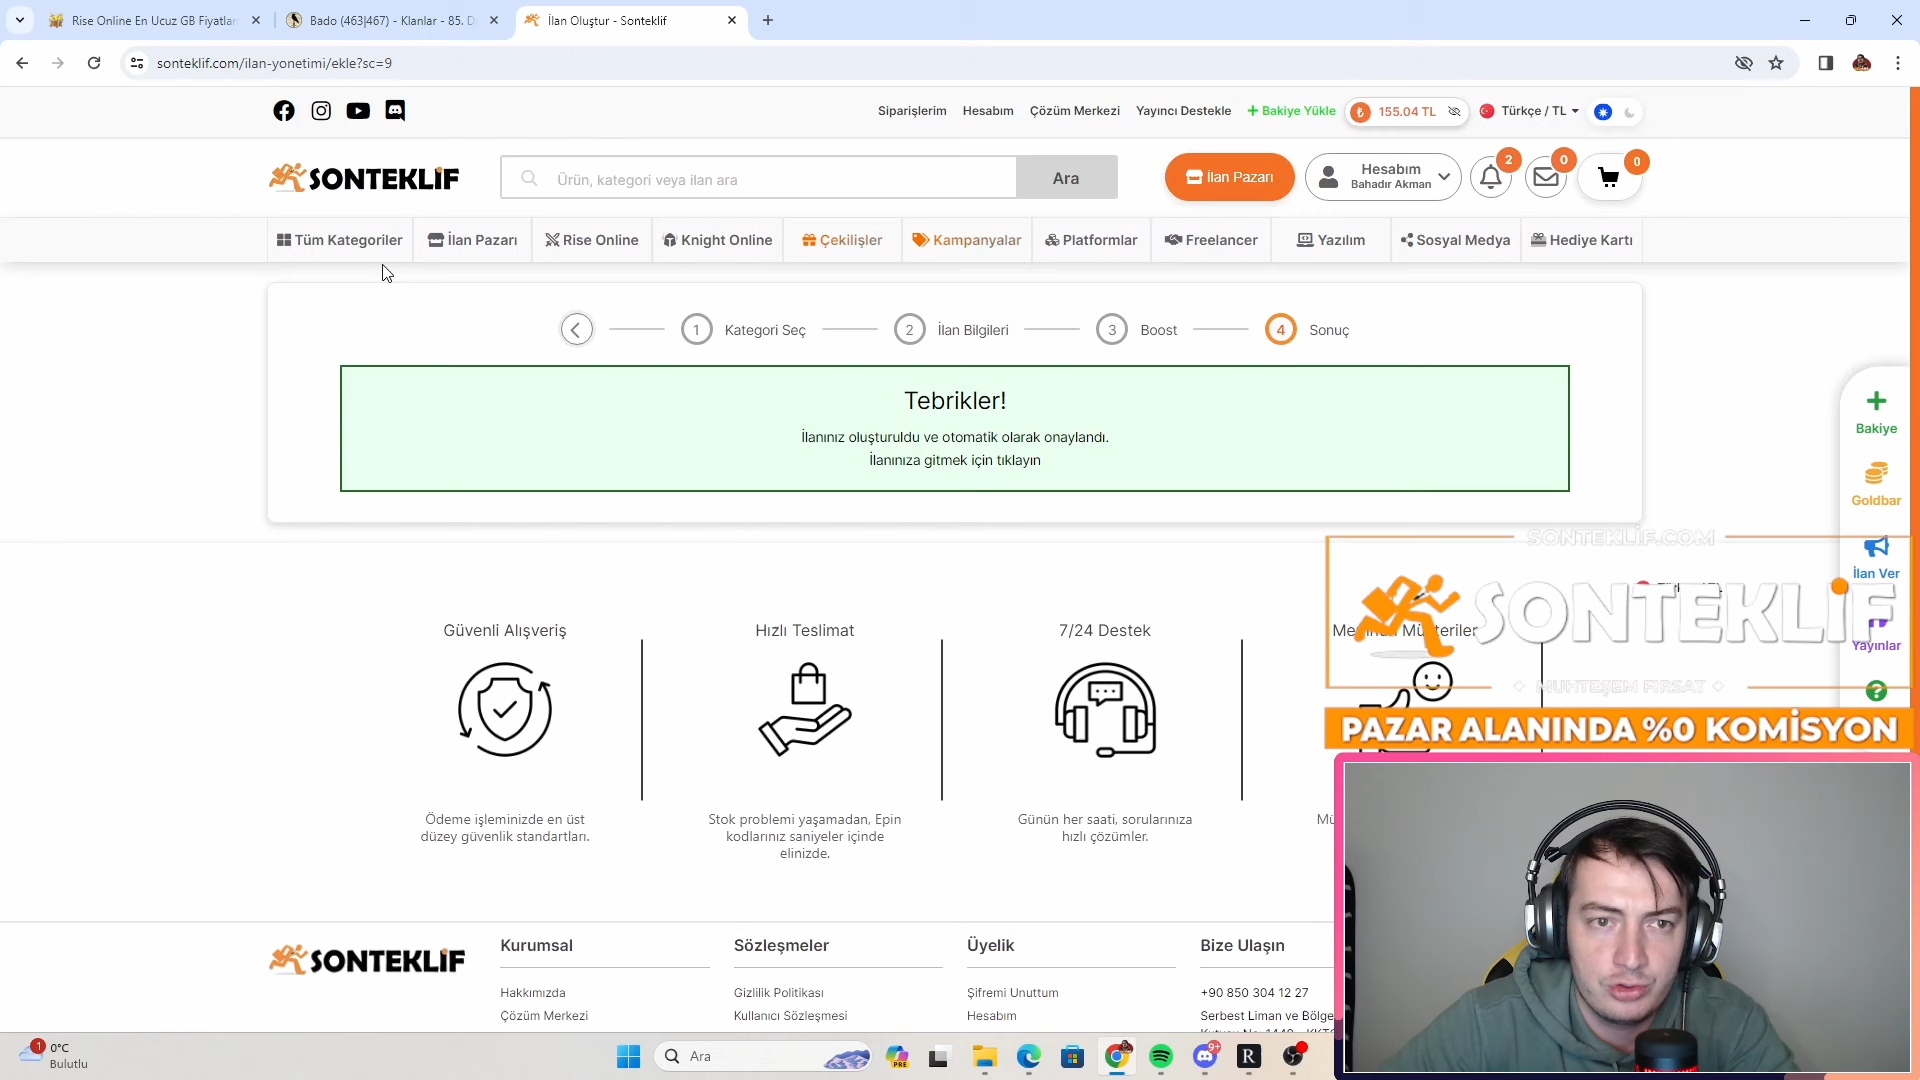 Rise Online En Ucuz GB Fiyatları
Bado (463|467) - Klanlar - 85. D
İlan Oluştur - Sonteklif
sonteklif.com/ilan-yonetimi/ekle?sc=9
Siparişlerim
Hesabım
Çözüm Merkezi
Yayıncı Destekle
+ Bakiye Yükle
155.04 TL
Türkçe / TL
SONTEKLİF
Ürün, kategori veya ilan ara
Ara
İlan Pazarı
Hesabım
Bahadır Akman
2
0
0
Tüm Kategoriler
İlan Pazarı
Rise Online
Knight Online
Çekilişler
Kampanyalar
Platformlar
Freelancer
Yazılım
Sosyal Medya
Hediye Kartı
1 Kategori Seç
2 İlan Bilgileri
3 Boost
4 Sonuç
Tebrikler!
İlanınız oluşturuldu ve otomatik olarak onaylandı.
İlanınıza gitmek için tıklayın
Bakiye
Goldbar
İlan Ver
Yayınlar
SONTEKLİF.COM
SONTEKLİF
MUHTEŞEM FIRSAT
PAZAR ALANINDA %0 KOMİSYON
Güvenli Alışveriş
Hızlı Teslimat
7/24 Destek
Ödeme işleminizde en üst
düzey güvenlik standartları.
Stok problemi yaşamadan, Epin
kodlarınız saniyeler içinde
elinizde.
Günün her saati, sorularınıza
hızlı çözümler.
SONTEKLİF
Kurumsal
Hakkımızda
Çözüm Merkezi
Sözleşmeler
Gizlilik Politikası
Kullanıcı Sözleşmesi
Üyelik
Şifremi Unuttum
Hesabım
Bize Ulaşın
+90 850 304 12 27
Serbest Liman ve Bölge
1
0°C
Bulutlu
Ara
PRE
9+
R